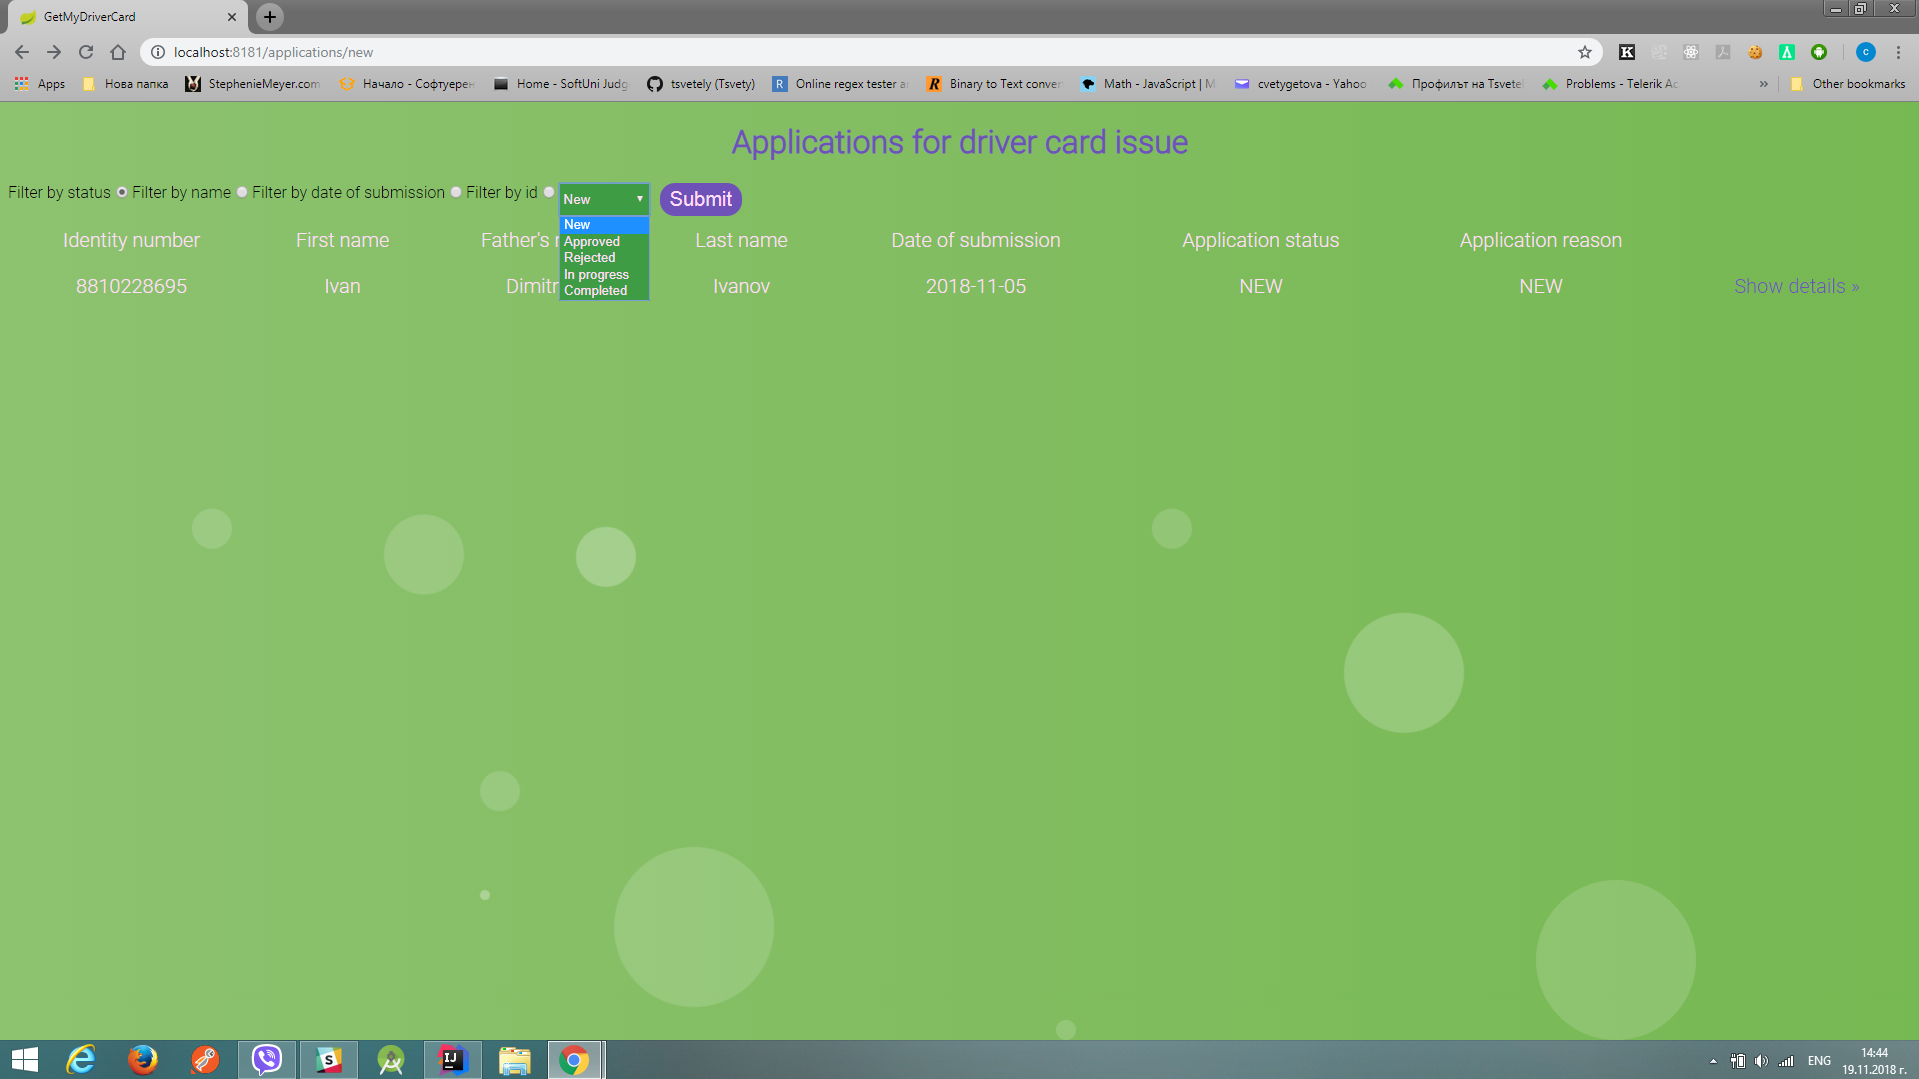 GetMyDriverCard
localhost:8181/applications/new
Apps Нова папка StephenieMeyer.com Начало - Софтуерен Home - SoftUni Judg tsvetely (Tsvety) Online regex tester a Binary to Text conver Math - JavaScript | M cvetygetova - Yahoo Профилът на Tsvetel Problems - Telerik Ac » Other bookmarks
Applications for driver card issue
Filter by status Filter by name Filter by date of submission Filter by id New Submit
New
Approved
Rejected
In progress
Completed
Identity number First name Father's Last name Date of submission Application status Application reason
8810228695 Ivan Dimitr Ivanov 2018-11-05 NEW NEW Show details »
ENG 14:44
19.11.2018 г.